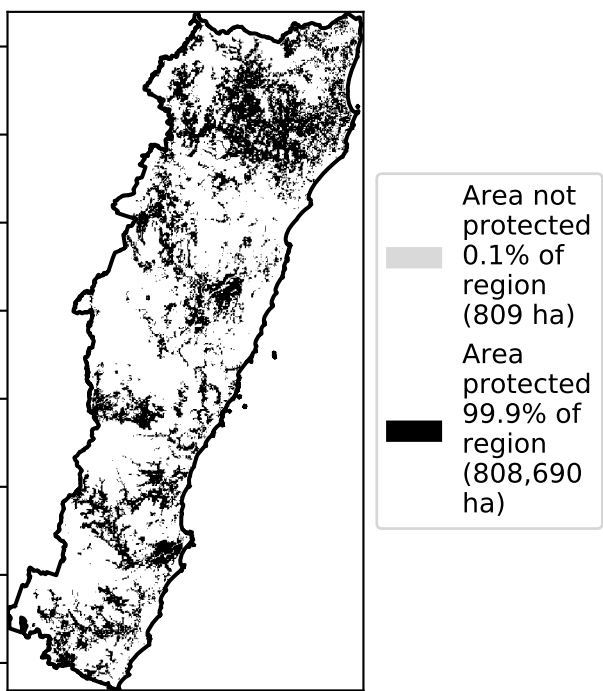 Area not
protected
0.1% of
region
(809 ha)
Area
protected
99.9% of
region
(808,690
ha)